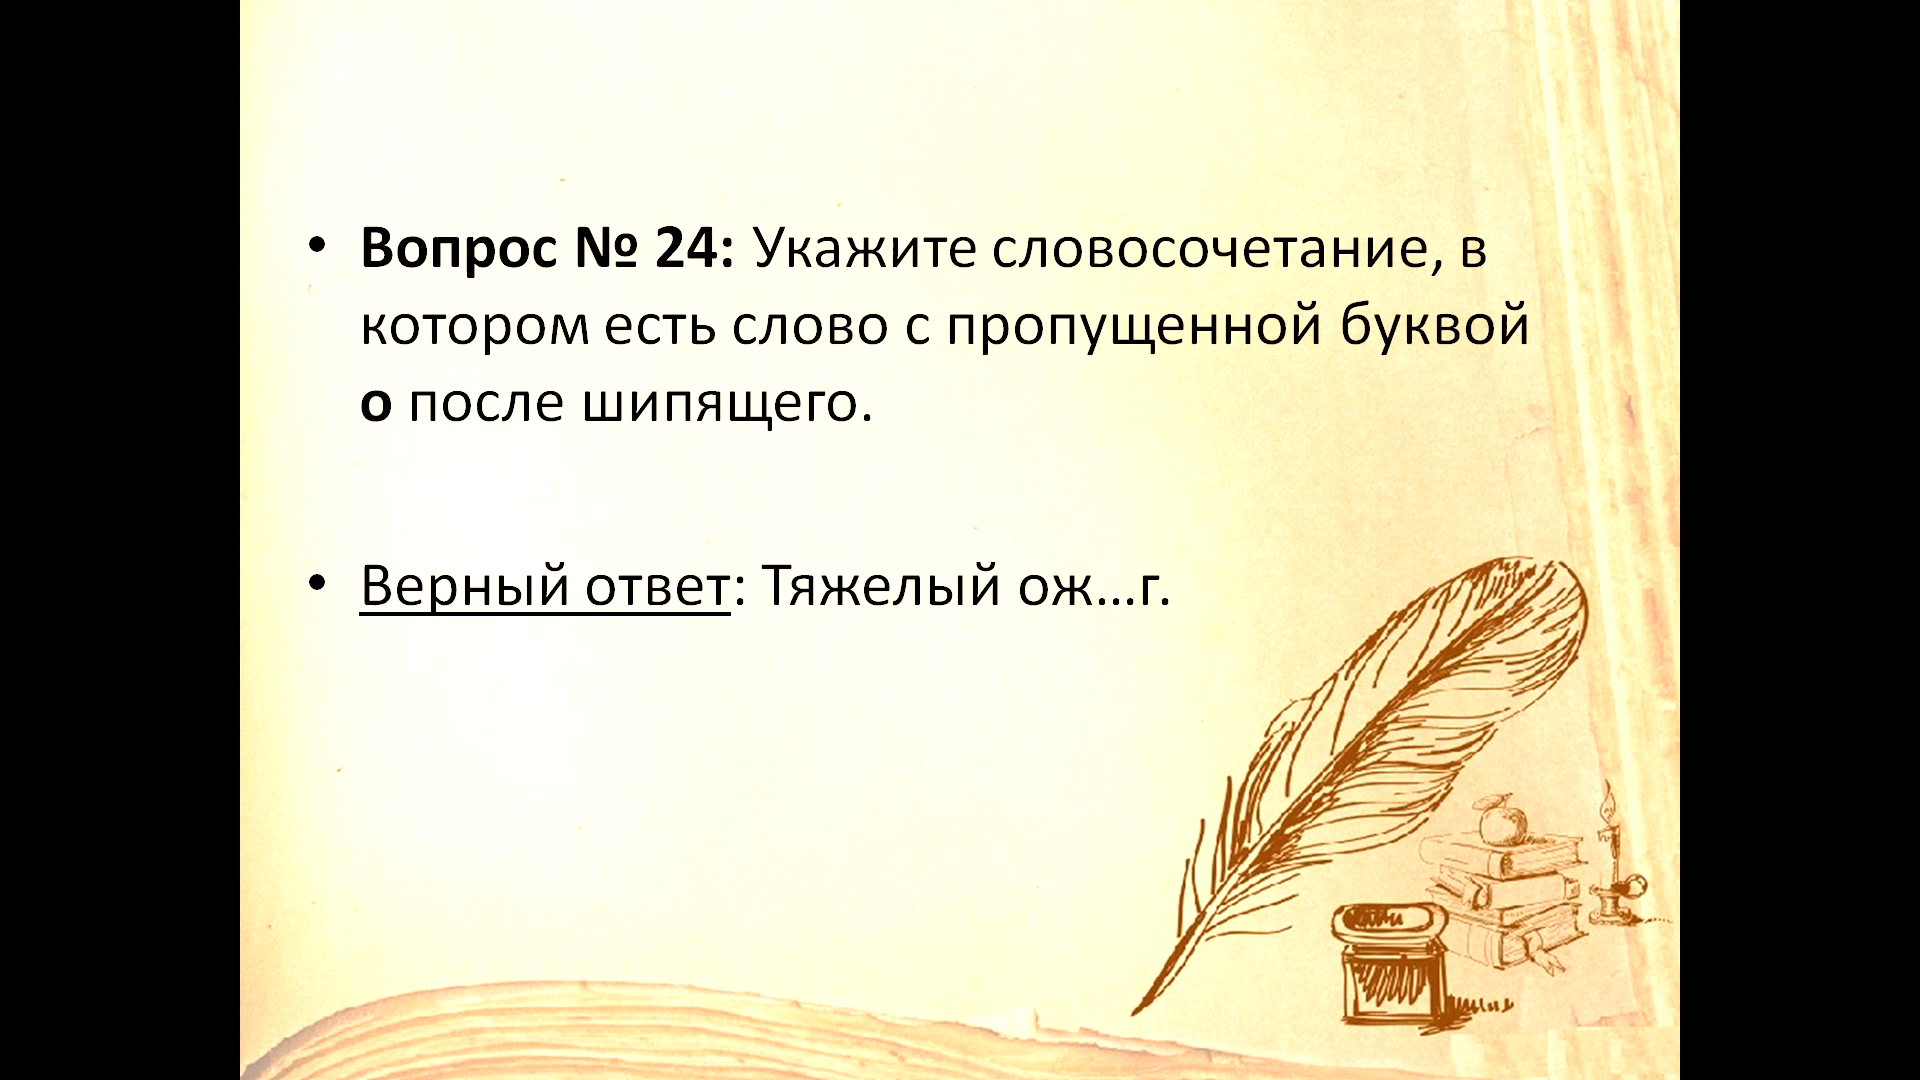 • Вопрос № 24: Укажите словосочетание, в
котором есть слово с пропущенной буквой
о после шипящего.
• Верный ответ: Тяжелый ож…г.